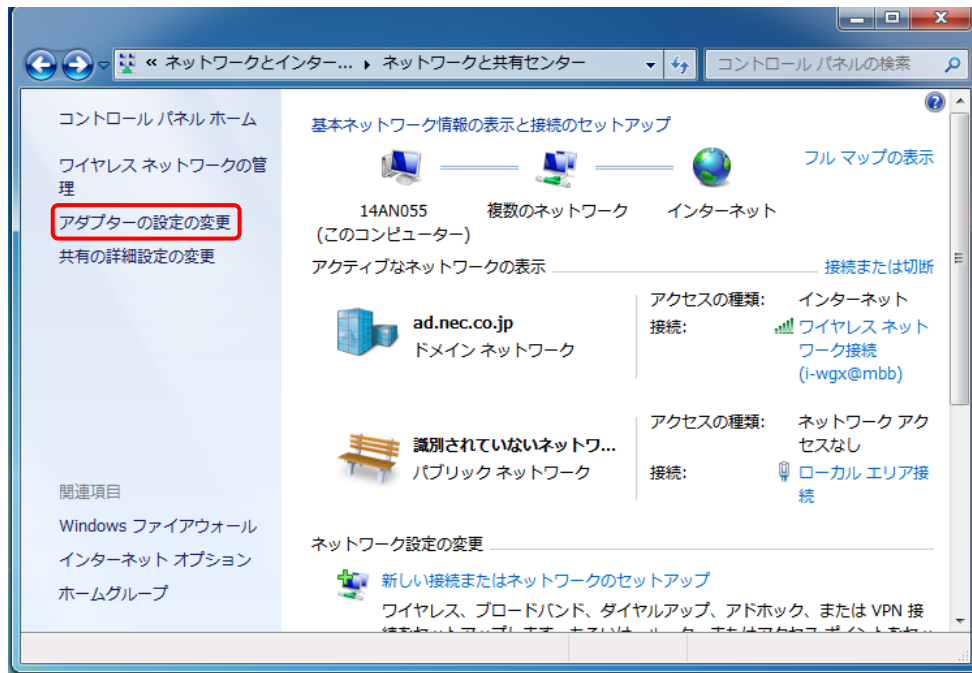 « ネットワークとインター... ▸ ネットワークと共有センター
コントロール パネルの検索
コントロール パネル ホーム
ワイヤレス ネットワークの管
理
アダプターの設定の変更
共有の詳細設定の変更
関連項目
Windows ファイアウォール
インターネット オプション
ホームグループ
基本ネットワーク情報の表示と接続のセットアップ
フル マップの表示
14AN055
(このコンピューター)
複数のネットワーク
インターネット
アクティブなネットワークの表示
接続または切断
ad.nec.co.jp
ドメイン ネットワーク
アクセスの種類: インターネット
接続: ワイヤレス ネット
ワーク接続
(i-wgx@mbb)
識別されていないネットワ...
パブリック ネットワーク
アクセスの種類: ネットワーク アク
セスなし
接続: ローカル エリア接
続
ネットワーク設定の変更
新しい接続またはネットワークのセットアップ
ワイヤレス、ブロードバンド、ダイヤルアップ、アドホック、または VPN 接